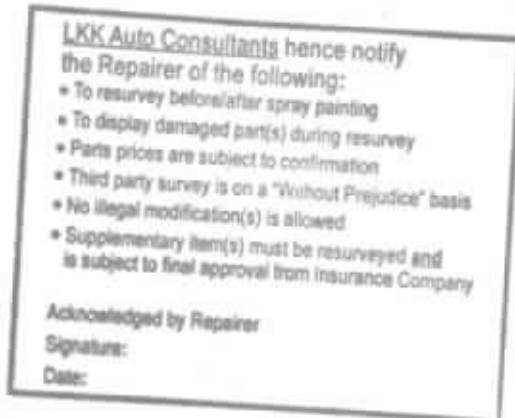 LKK Auto Consultants hence notify
the Repairer of the following:
• To resurvey before/after spray painting
• To display damaged part(s) during resurvey
• Parts prices are subject to confirmation
• Third party survey is on a "Without Prejudice" basis
• No illegal modification(s) is allowed
• Supplementary item(s) must be resurveyed and
is subject to final approval from Insurance Company
Acknowledged by Repairer
Signature:
Date: